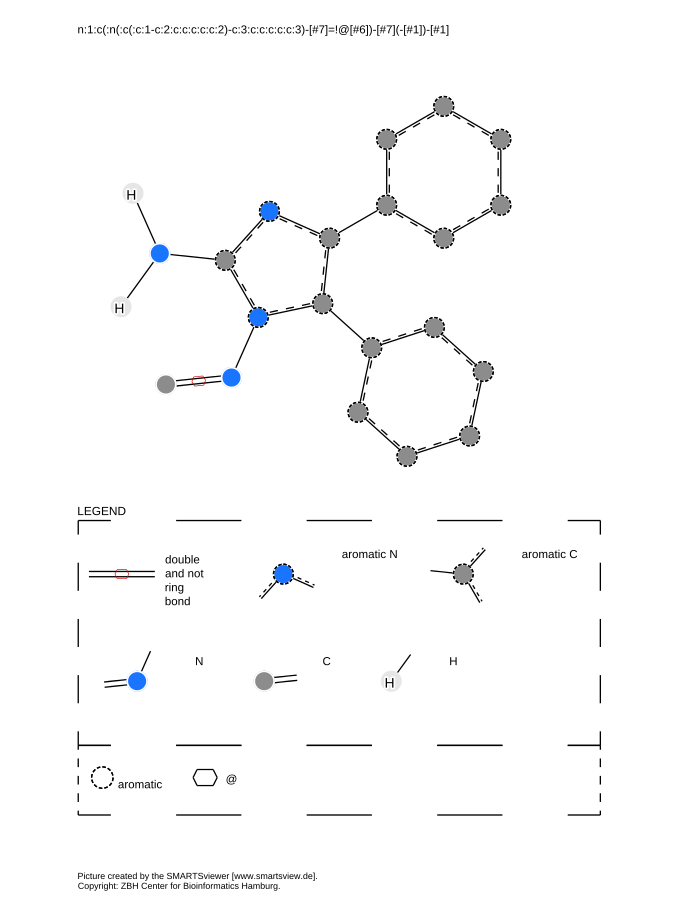 n:1:c(:n(:c(:c:1-c:2:c:c:c:c:c:2)-c:3:c:c:c:c:c:3)-[#7]=!@[#6])-[#7](-[#1])-[#1]
H
H
LEGEND
double
and not
ring
bond
aromatic N
aromatic C
N
C
H
H
aromatic
@
Picture created by the SMARTSviewer [www.smartsview.de].
Copyright: ZBH Center for Bioinformatics Hamburg.